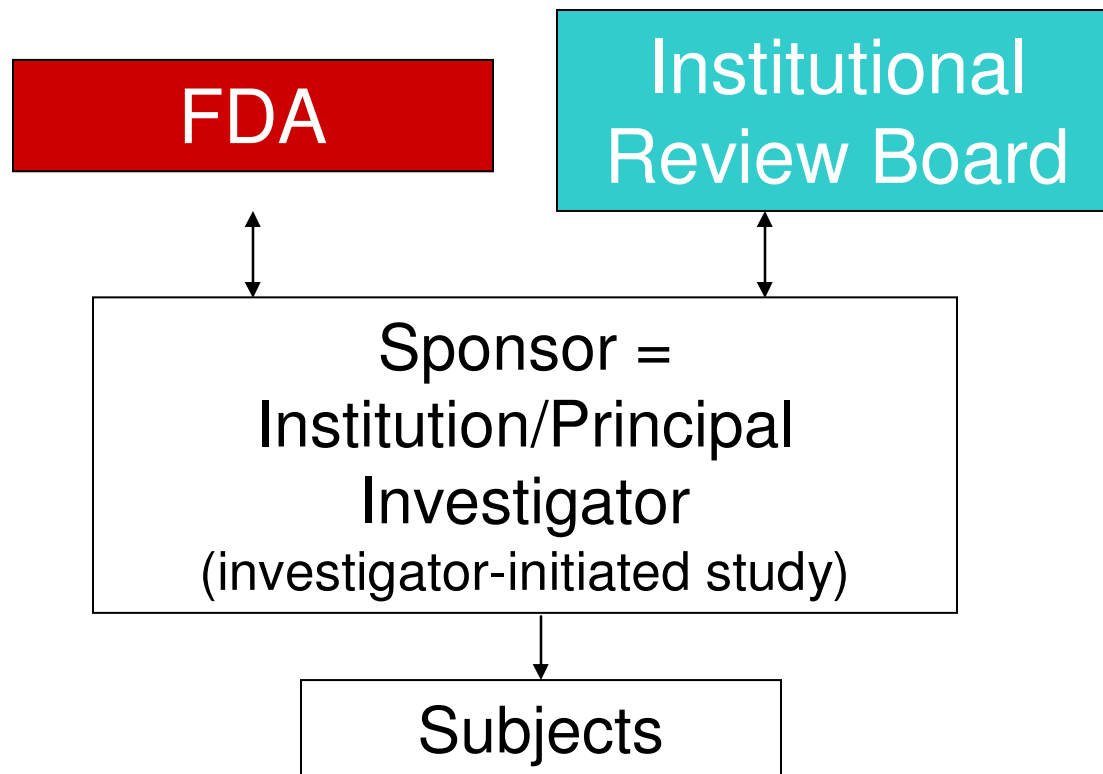 FDA
Institutional
Review Board
Sponsor =
Institution/Principal
Investigator
(investigator-initiated study)
Subjects